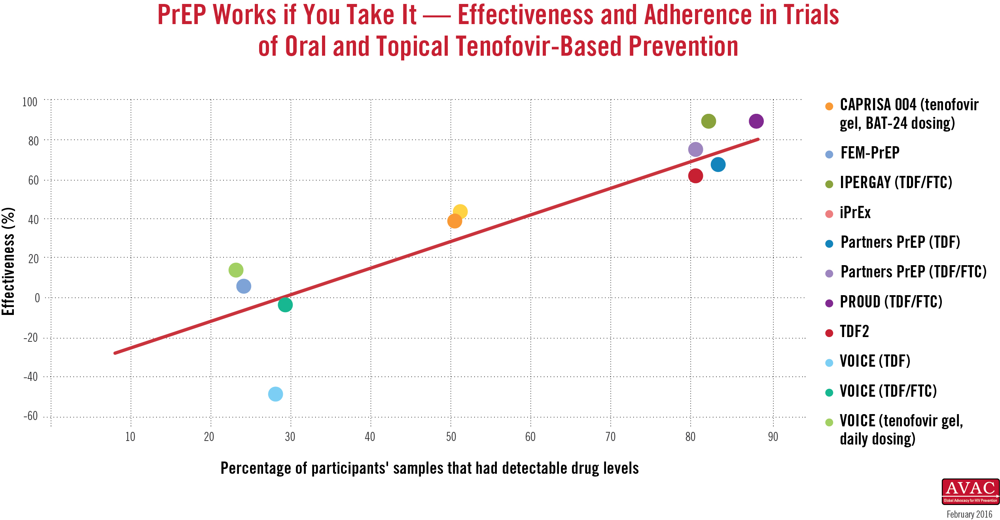 PrEP Works if You Take It — Effectiveness and Adherence in Trials
of Oral and Topical Tenofovir-Based Prevention
Effectiveness (%)
100
80
60
40
20
0
-20
-40
-60
10
20
30
40
50
60
70
80
90
Percentage of participants' samples that had detectable drug levels
CAPRISA 004 (tenofovir
gel, BAT-24 dosing)
FEM-PrEP
IPERGAY (TDF/FTC)
iPrEx
Partners PrEP (TDF)
Partners PrEP (TDF/FTC)
PROUD (TDF/FTC)
TDF2
VOICE (TDF)
VOICE (TDF/FTC)
VOICE (tenofovir gel,
daily dosing)
AVAC
Global Advocacy for HIV Prevention
February 2016